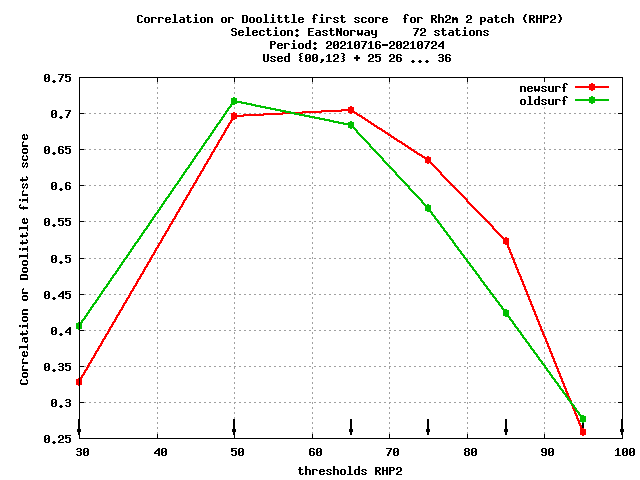 Correlation or Doolittle first score  for Rh2m 2 patch (RHP2)
Selection: EastNorway     72 stations
Period: 20210716-20210724
Used {00,12} + 25 26 ... 36
newsurf
oldsurf
Correlation or Doolittle first score
0.75
0.7
0.65
0.6
0.55
0.5
0.45
0.4
0.35
0.3
0.25
30 40 50 60 70 80 90 100
thresholds RHP2